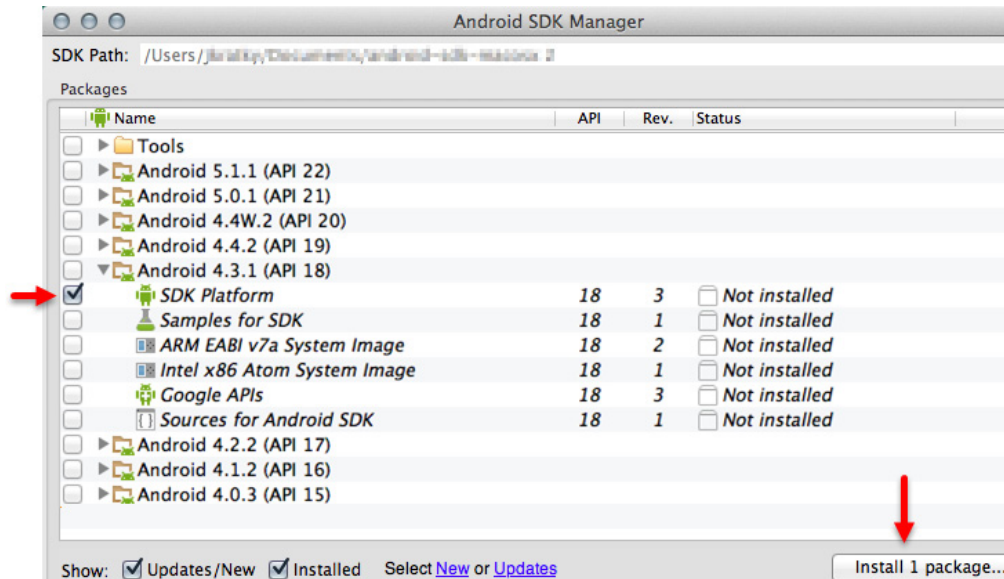 Android SDK Manager
SDK Path: /Users/
Packages
Name API Rev. Status
Tools
Android 5.1.1 (API 22)
Android 5.0.1 (API 21)
Android 4.4W.2 (API 20)
Android 4.4.2 (API 19)
Android 4.3.1 (API 18)
SDK Platform 18 3 Not installed
Samples for SDK 18 1 Not installed
ARM EABI v7a System Image 18 2 Not installed
Intel x86 Atom System Image 18 1 Not installed
Google APIs 18 3 Not installed
Sources for Android SDK 18 1 Not installed
Android 4.2.2 (API 17)
Android 4.1.2 (API 16)
Android 4.0.3 (API 15)
Show: Updates/New Installed Select New or Updates Install 1 package...